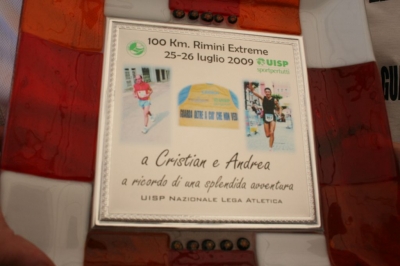 100 Km. Rimini Extreme
25-26 luglio 2009
UISP
sportpertutti
a Cristian e Andrea
a ricordo di una splendida avventura
UISP NAZIONALE LEGA ATLETICA